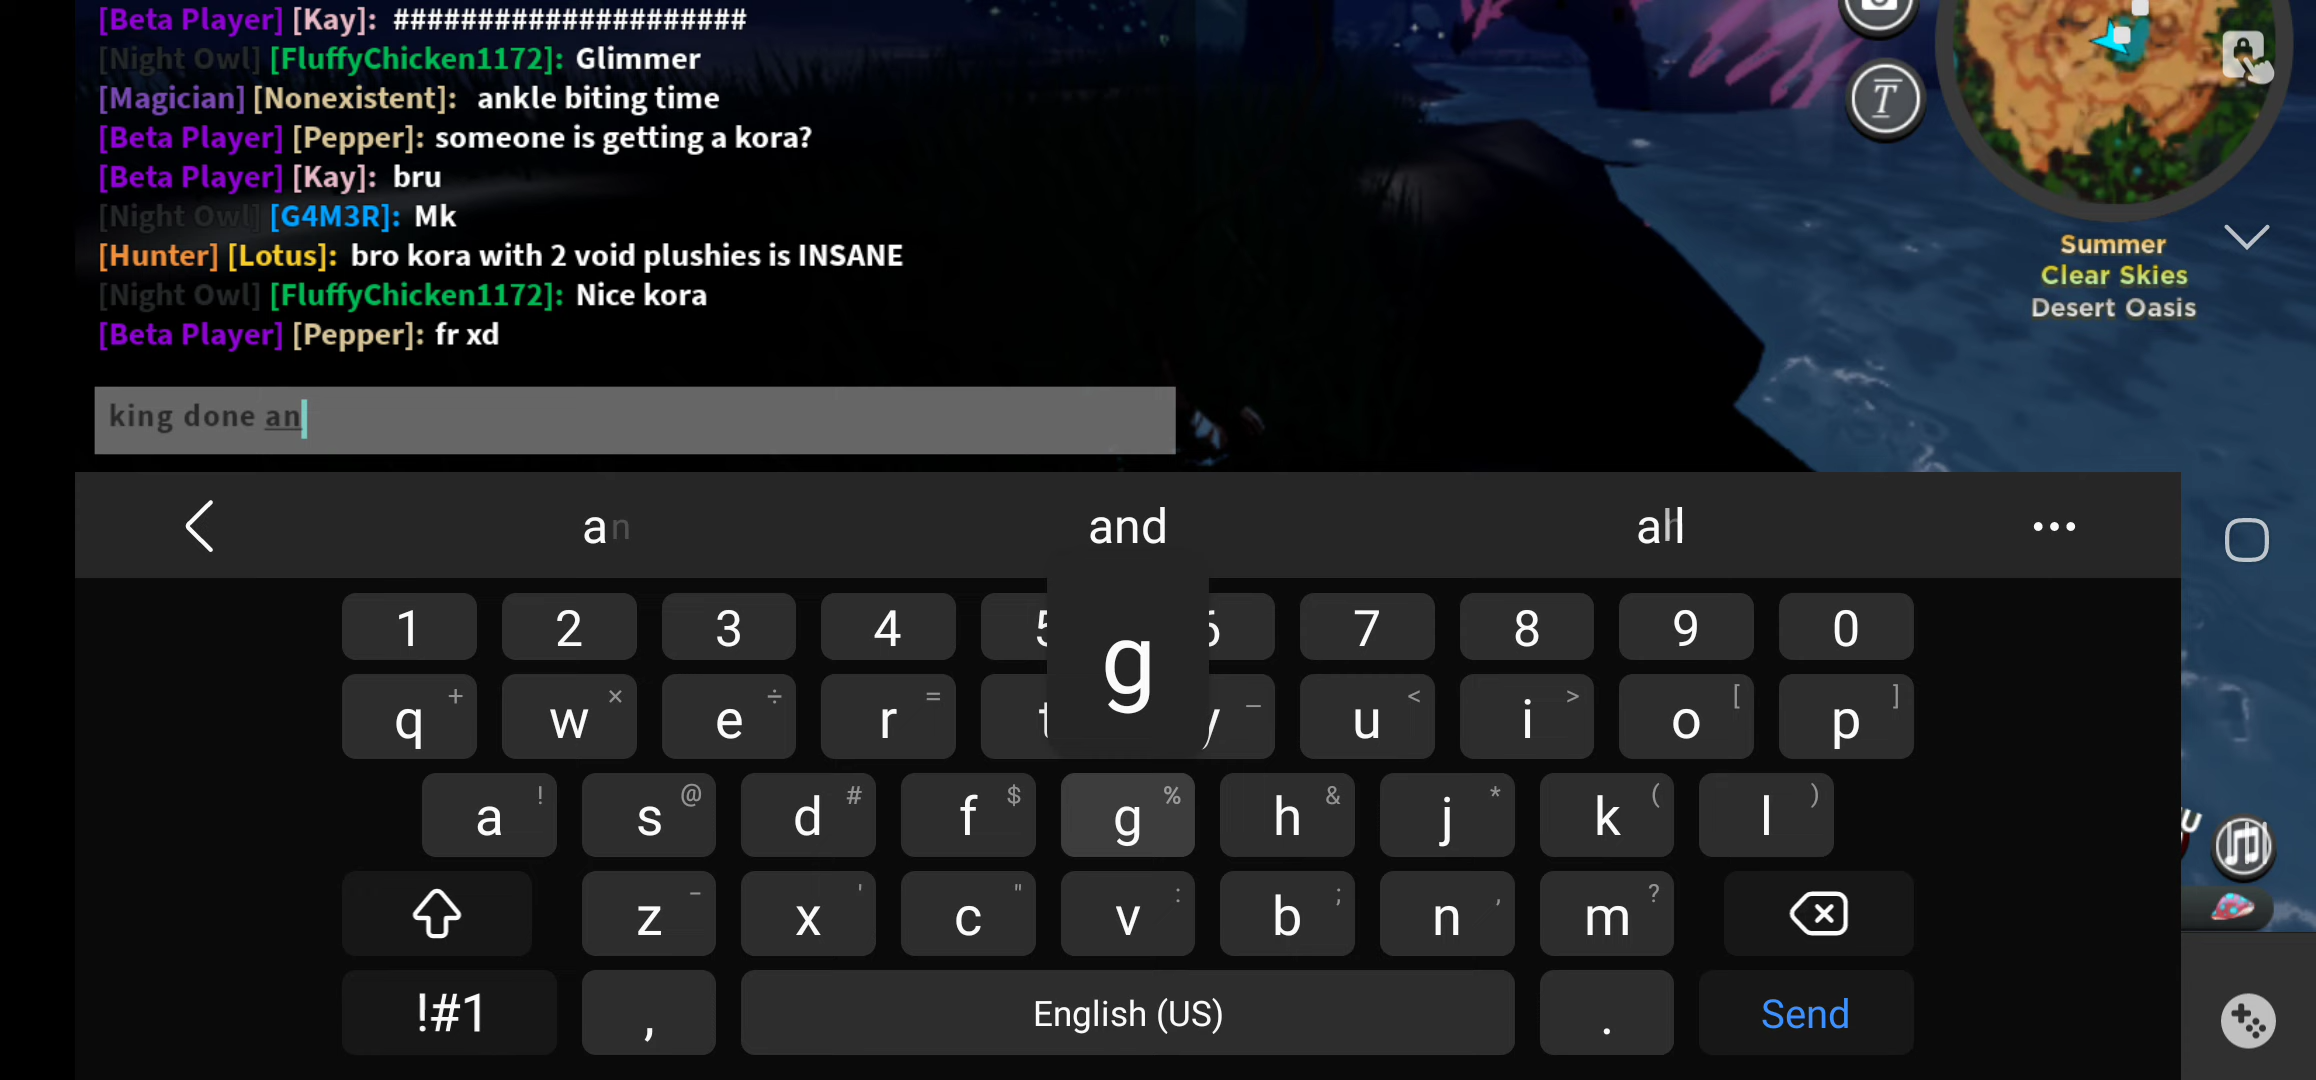 [Beta Player] [Kay]: #####################
[Night Owl] [FluffyChicken1172]: Glimmer
[Magician] [Nonexistent]: ankle biting time
[Beta Player] [Pepper]: someone is getting a kora?
[Beta Player] [Kay]: bru
[Night Owl] [G4M3R]: Mk
[Hunter] [Lotus]: bro kora with 2 void plushies is INSANE
[Night Owl] [FluffyChicken1172]: Nice kora
[Beta Player] [Pepper]: fr xd
T
Summer
Clear Skies
Desert Oasis
king done an
an and all
1 2 3 4 5 6 7 8 9 0
q + w × e ÷ r = t y _ u < i > o [ p ]
g
a ! s @ d # f $ g % h & j * k ( l )
z - x ' c " v : b ; n , m ?
!#1 , English (US) . Send